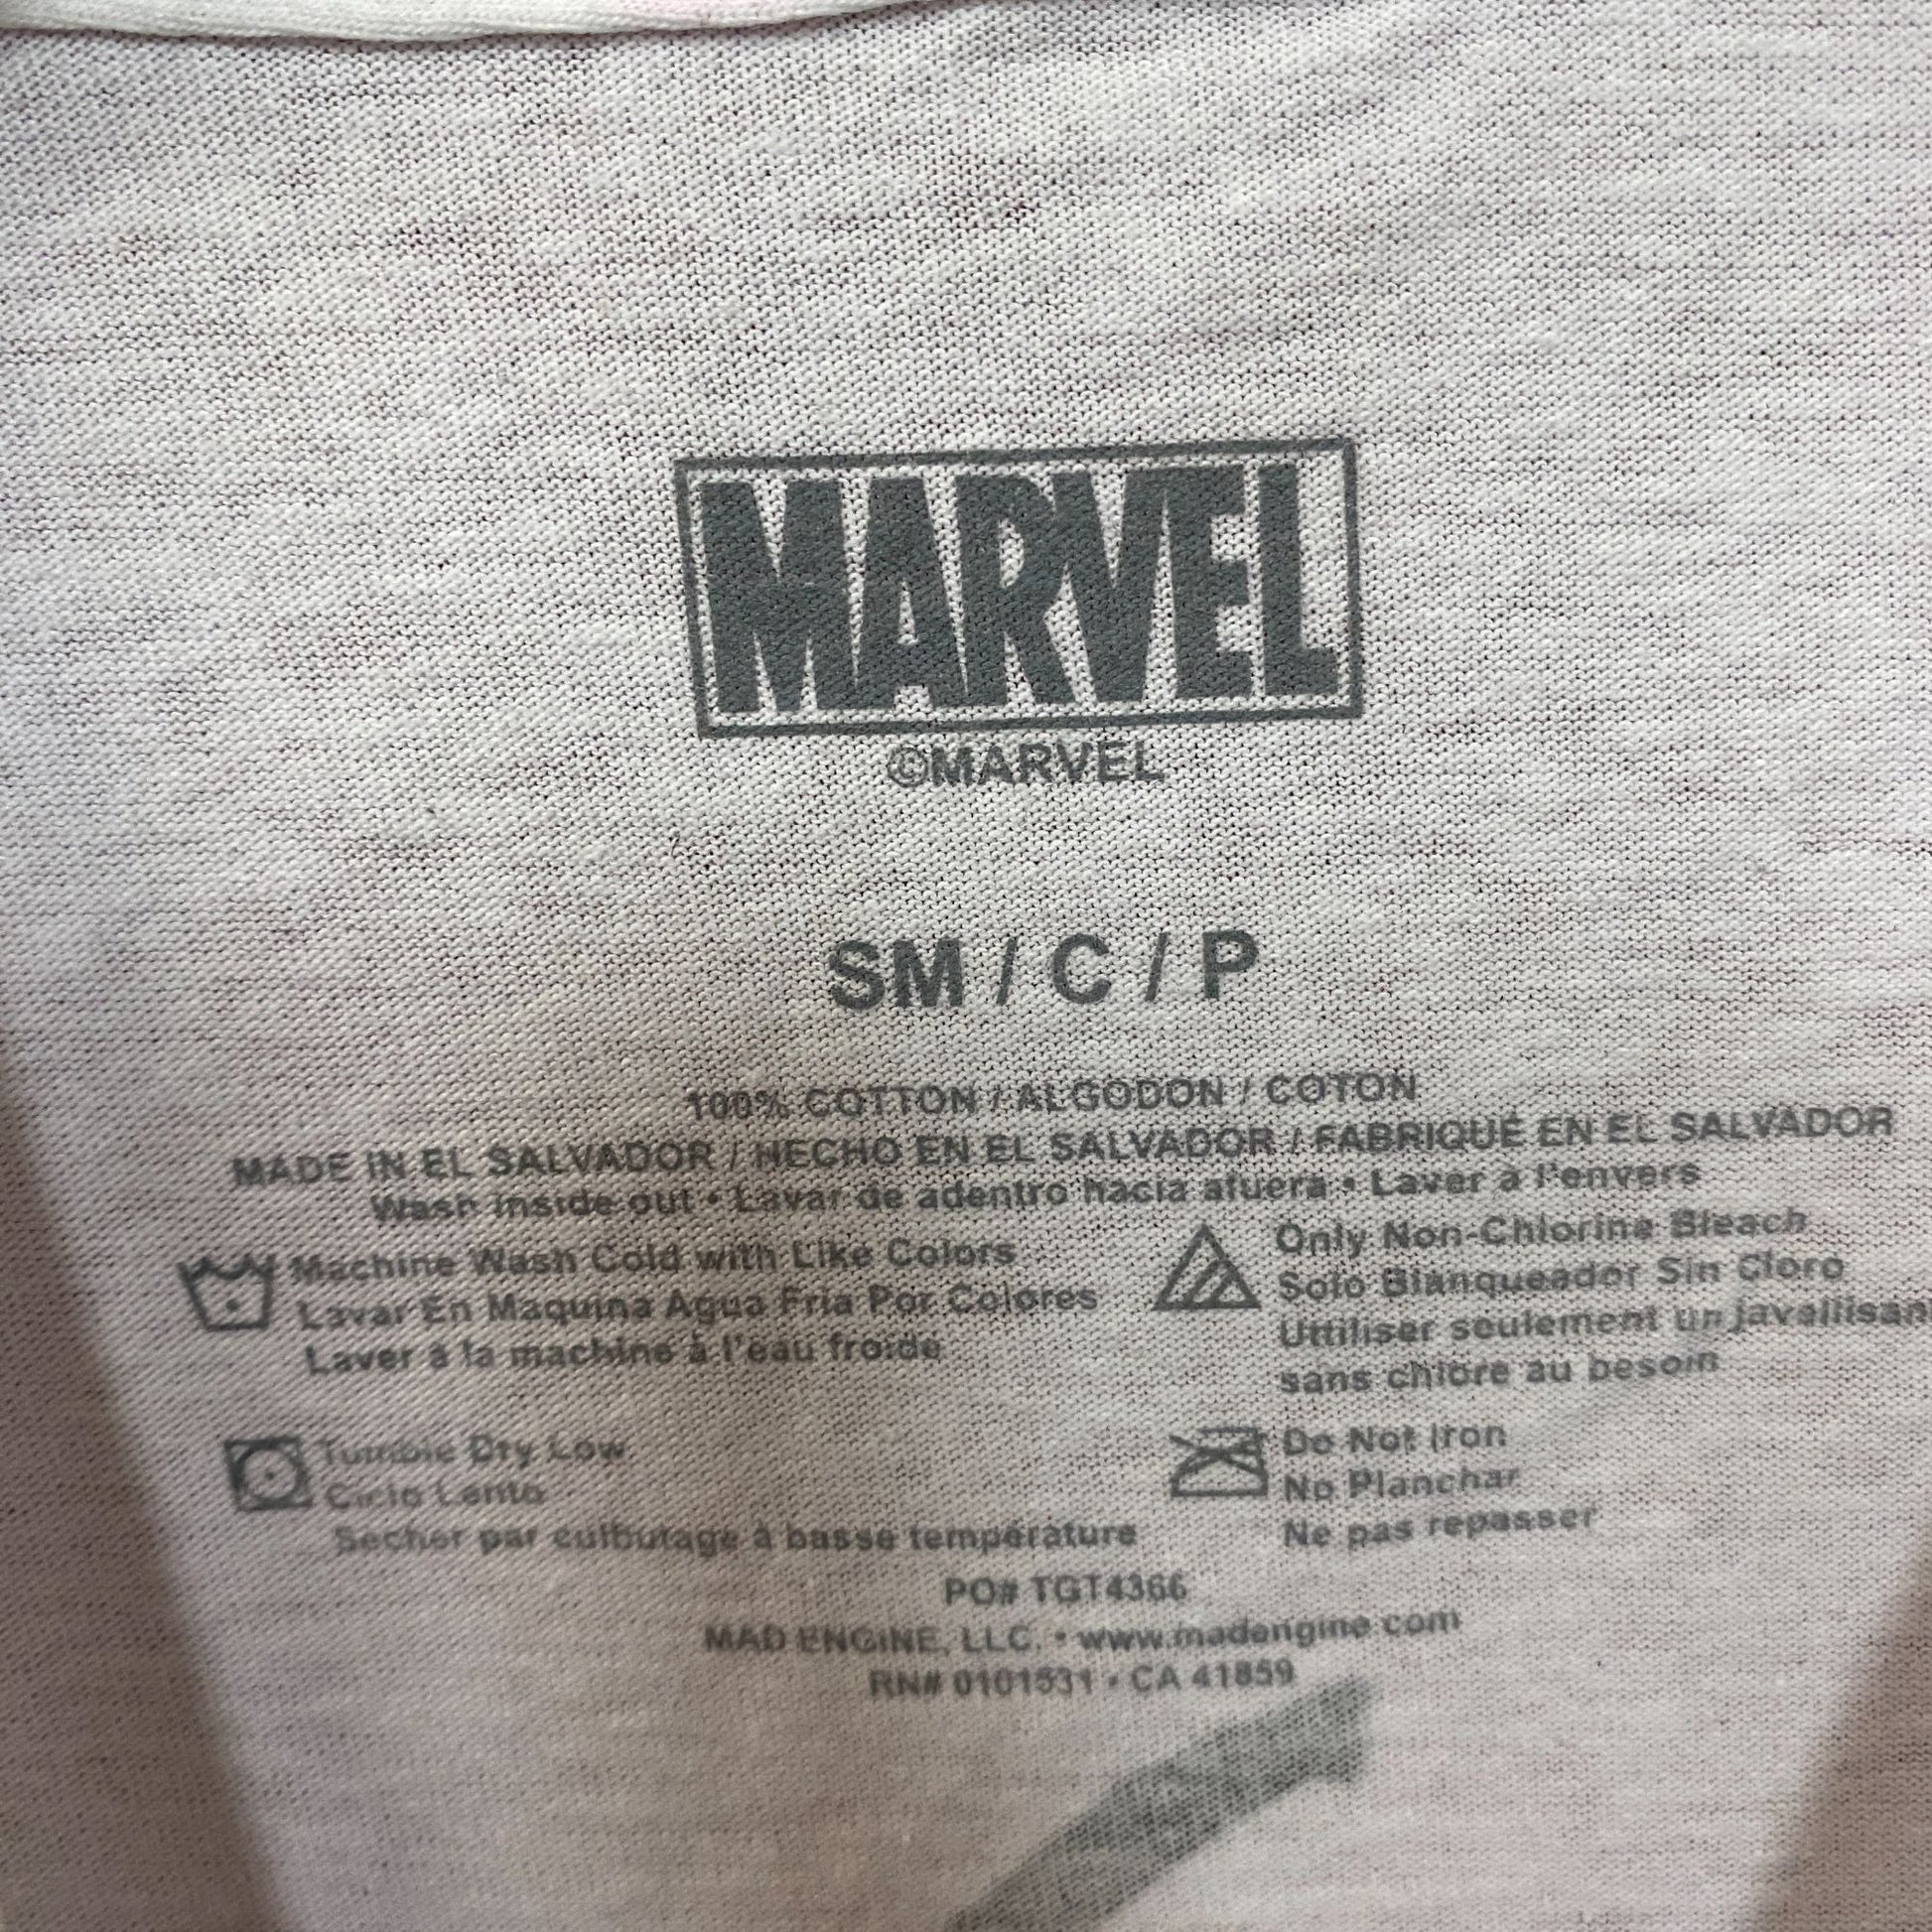 MARVEL
©MARVEL
SM / C / P
100% COTTON / ALGODON / COTON
MADE IN EL SALVADOR / HECHO EN EL SALVADOR / FABRIQUÉ EN EL SALVADOR
Wash inside out • Lavar de adentro hacia afuera • Laver à l'envers
Machine Wash Cold with Like Colors
Lavar En Maquina Agua Fria Por Colores
Laver à la machine à l'eau froide
Only Non-Chlorine Bleach
Solo Blanqueador Sin Cloro
Uttiliser seulement un javallisan
sans chlore au besoin
Tumble Dry Low
Ciclo Lento
Secher par culbutage à basse température
Do Not Iron
No Planchar
Ne pas repasser
PO# TGT4366
MAD ENGINE, LLC. • www.madengine.com
RN# 0101531 • CA 41859